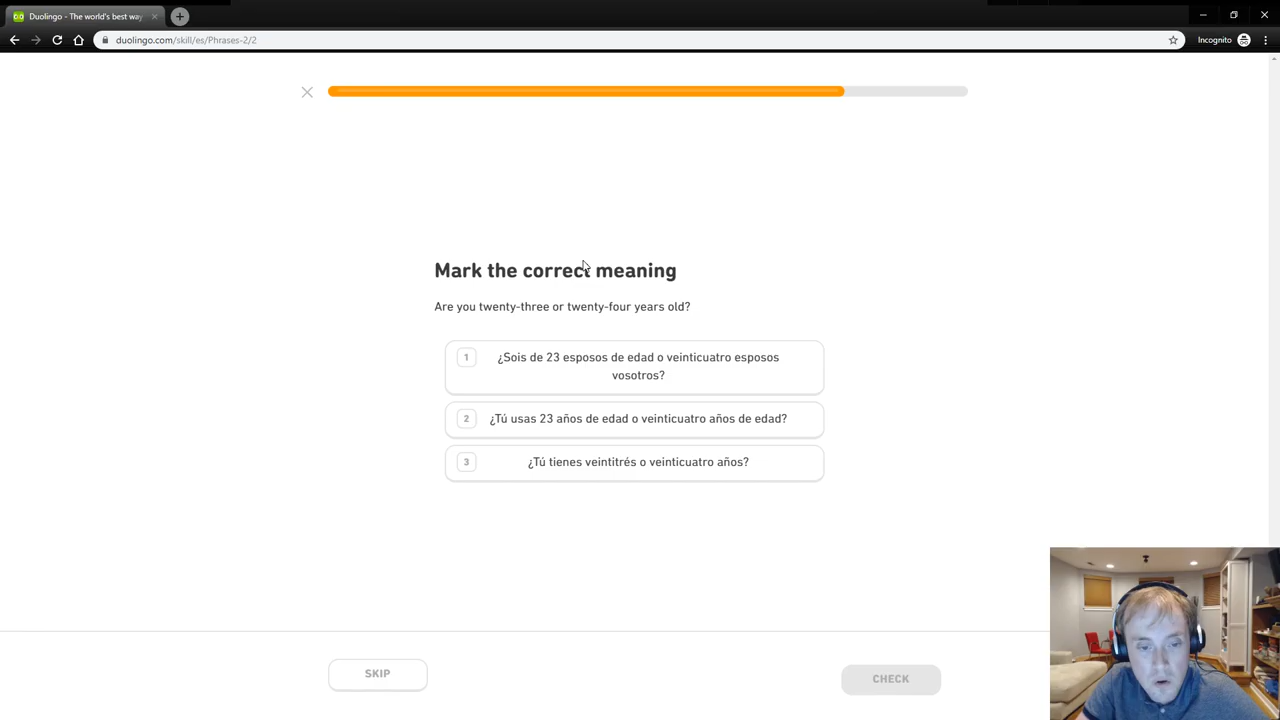 Duolingo - The world's best way
duolingo.com/skill/es/Phrases-2/2
Incognito
Mark the correct meaning
Are you twenty-three or twenty-four years old?
1
¿Sois de 23 esposos de edad o veinticuatro esposos
vosotros?
2
¿Tú usas 23 años de edad o veinticuatro años de edad?
3
¿Tú tienes veintitrés o veinticuatro años?
SKIP
CHECK